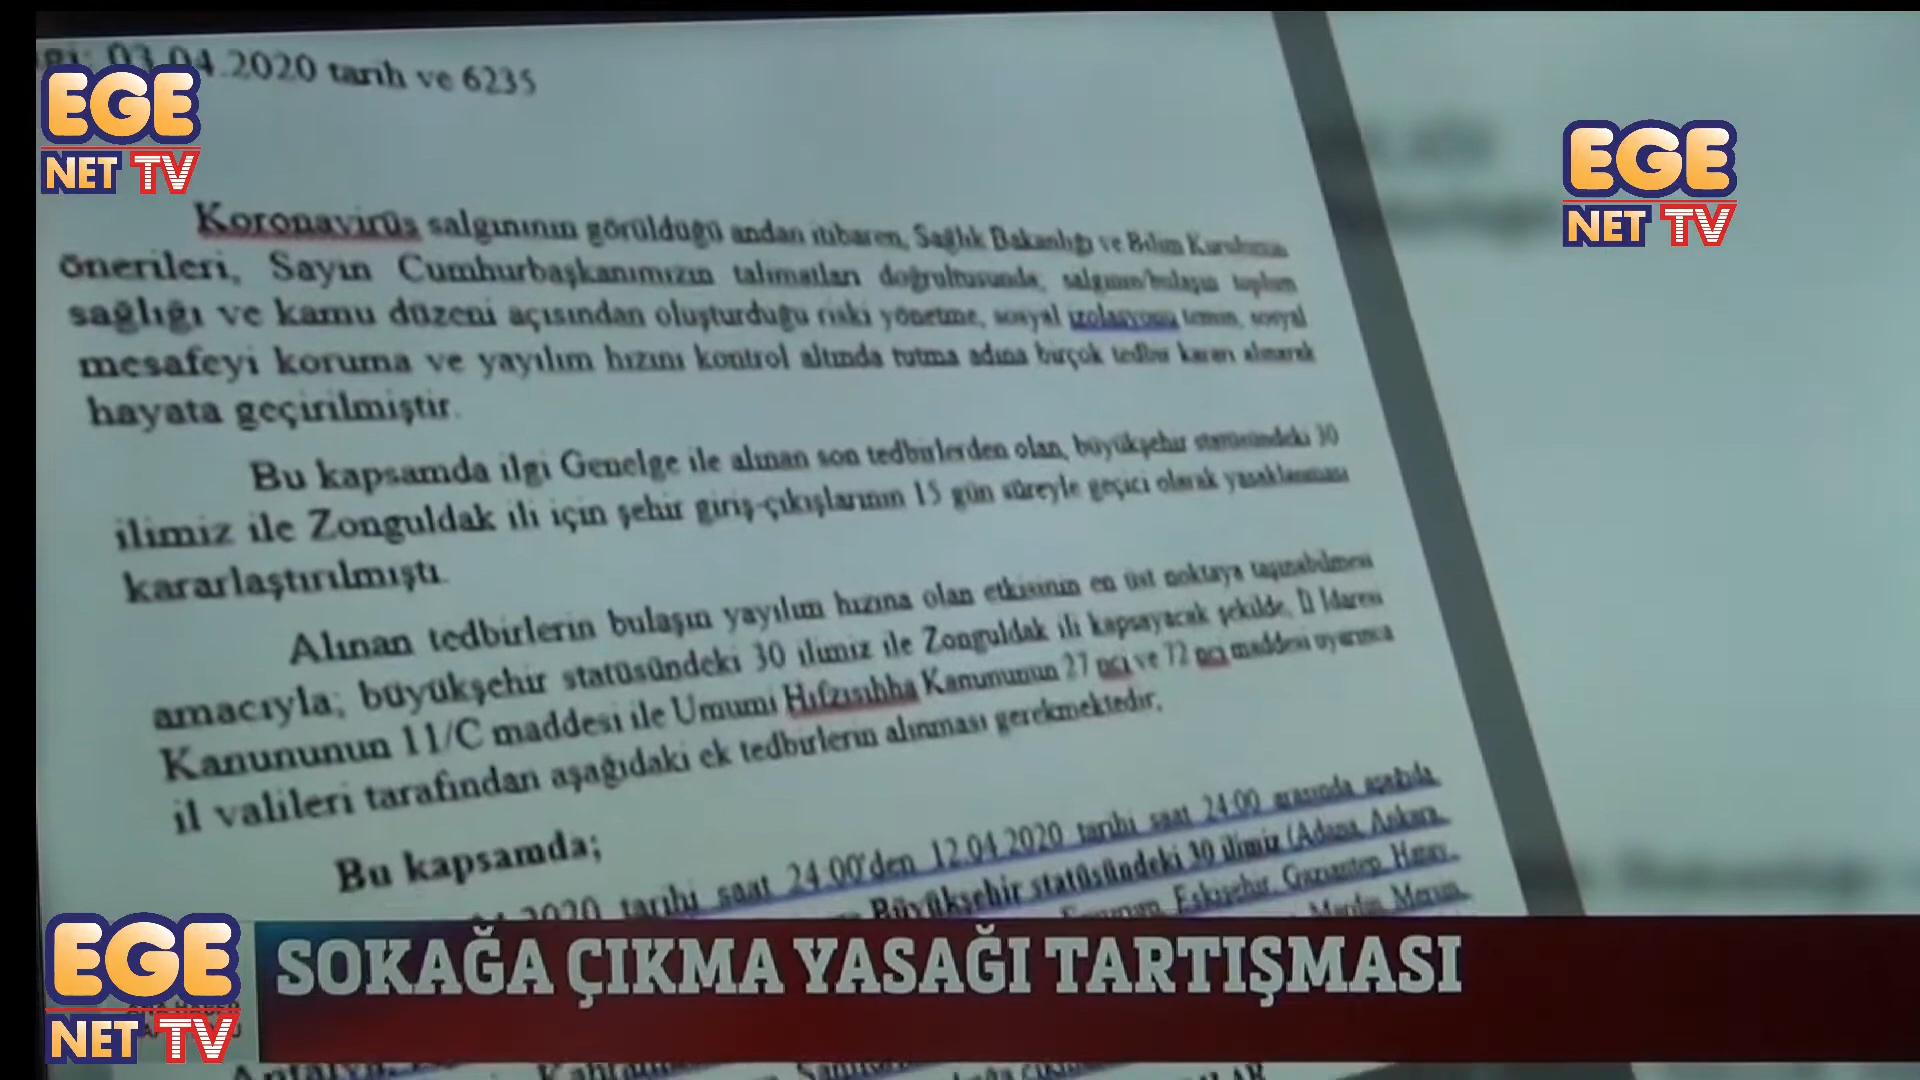 03.04.2020 tarih ve 6235
EGE
NET TV
EGE
NET TV
Koronavirüs salgınının görüldüğü andan itibaren, Sağlık Bakanlığı ve Bilim Kurulunun
önerileri, Sayın Cumhurbaşkanımızın talimatları doğrultusunda; salgının/bulaşın toplum
sağlığı ve kamu düzeni açısından oluşturduğu riski yönetme, sosyal izolasyonu temin, sosyal
mesafeyi koruma ve yayılım hızını kontrol altında tutma adına birçok tedbir kararı alınarak
hayata geçirilmiştir.
Bu kapsamda ilgi Genelge ile alınan son tedbirlerden olan, büyükşehir statüsündeki 30
ilimiz ile Zonguldak ili için şehir giriş-çıkışlarının 15 gün süreyle geçici olarak yasaklanması
kararlaştırılmıştı.
Alınan tedbirlerin bulaşın yayılım hızına olan etkisinin en üst noktaya taşınabilmesi
amacıyla; büyükşehir statüsündeki 30 ilimiz ile Zonguldak ili kapsayacak şekilde, İl İdaresi
Kanununun 11/C maddesi ile Umumi Hıfzısıhha Kanununun 27 nci ve 72 nci maddesi uyarınca
il valileri tarafından aşağıdaki ek tedbirlerin alınması gerekmektedir;
Bu kapsamda;
2020 tarihi saat 24.00'den 12.04.2020 tarihi saat 24:00 arasında aşağıda
Büyükşehir statüsündeki 30 ilimiz (Adana, Ankara,
Eskişehir, Gaziantep, Hatay,
Mardin, Mersin,
EGE
NET TV
SOKAĞA ÇIKMA YASAĞI TARTIŞMASI